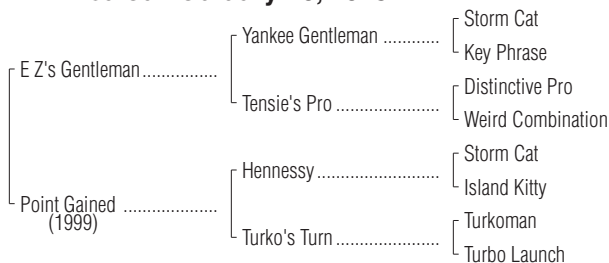 E Z's Gentleman................
Yankee Gentleman ............
Storm Cat
Key Phrase
Tensie's Pro ......................
Distinctive Pro
Weird Combination
Point Gained ....................
(1999)
Hennessy ..........................
Storm Cat
Island Kitty
Turko's Turn ......................
Turkoman
Turbo Launch